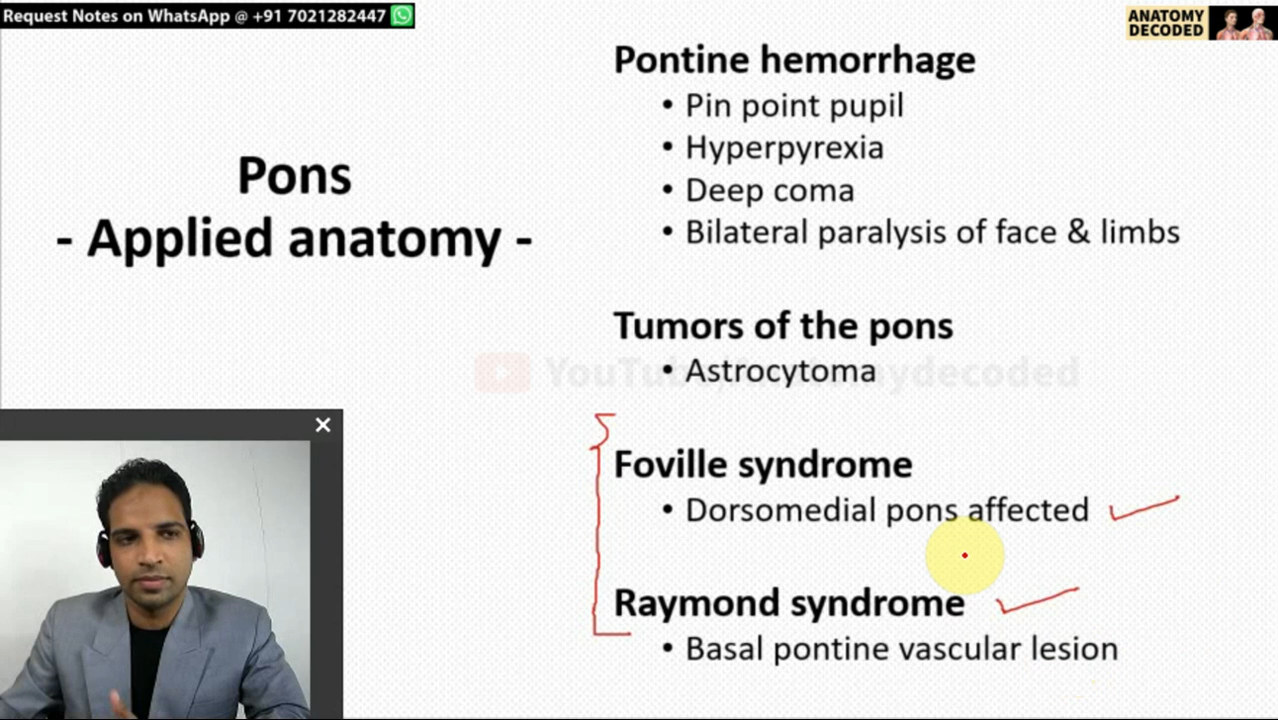 Request Notes on WhatsApp @ +91 7021282447
ANATOMY
DECODED
Pons
- Applied anatomy -
Pontine hemorrhage
• Pin point pupil
• Hyperpyrexia
• Deep coma
• Bilateral paralysis of face & limbs
Tumors of the pons
• Astrocytoma
Foville syndrome
• Dorsomedial pons affected
Raymond syndrome
• Basal pontine vascular lesion